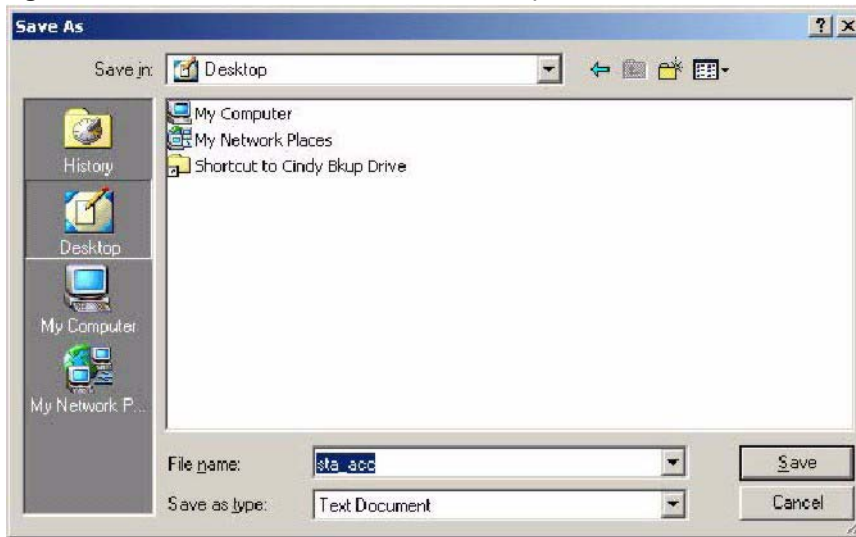 Save As
Save in:
Desktop
My Computer
My Network Places
Shortcut to Cindy Bkup Drive
History
Desktop
My Computer
My Network P...
File name:
sta_acc
Save
Save as type:
Text Document
Cancel